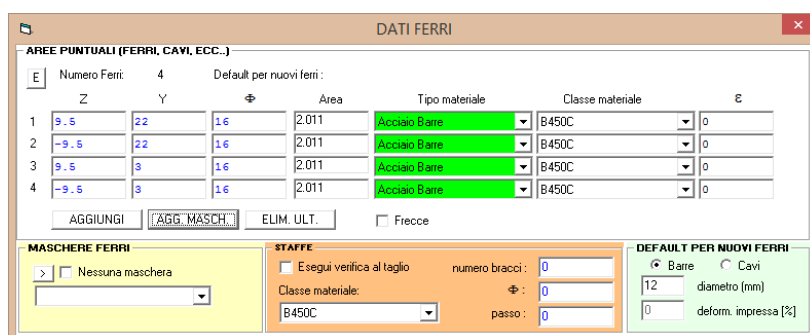 DATI FERRI
AREE PUNTUALI (FERRI, CAVI, ECC..)
E Numero Ferri: 4 Default per nuovi ferri :
Z Y Φ Area Tipo materiale Classe materiale ε
1 9.5 22 16 2.011 Acciaio Barre B450C 0
2 -9.5 22 16 2.011 Acciaio Barre B450C 0
3 9.5 3 16 2.011 Acciaio Barre B450C 0
4 -9.5 3 16 2.011 Acciaio Barre B450C 0
AGGIUNGI AGG. MASCH. ELIM. ULT. Frecce
MASCHERE FERRI
> Nessuna maschera
STAFFE
Esegui verifica al taglio numero bracci : 0
Classe materiale: Φ : 0
B450C passo : 0
DEFAULT PER NUOVI FERRI
Barre Cavi
12 diametro (mm)
0 deform. impressa [%]